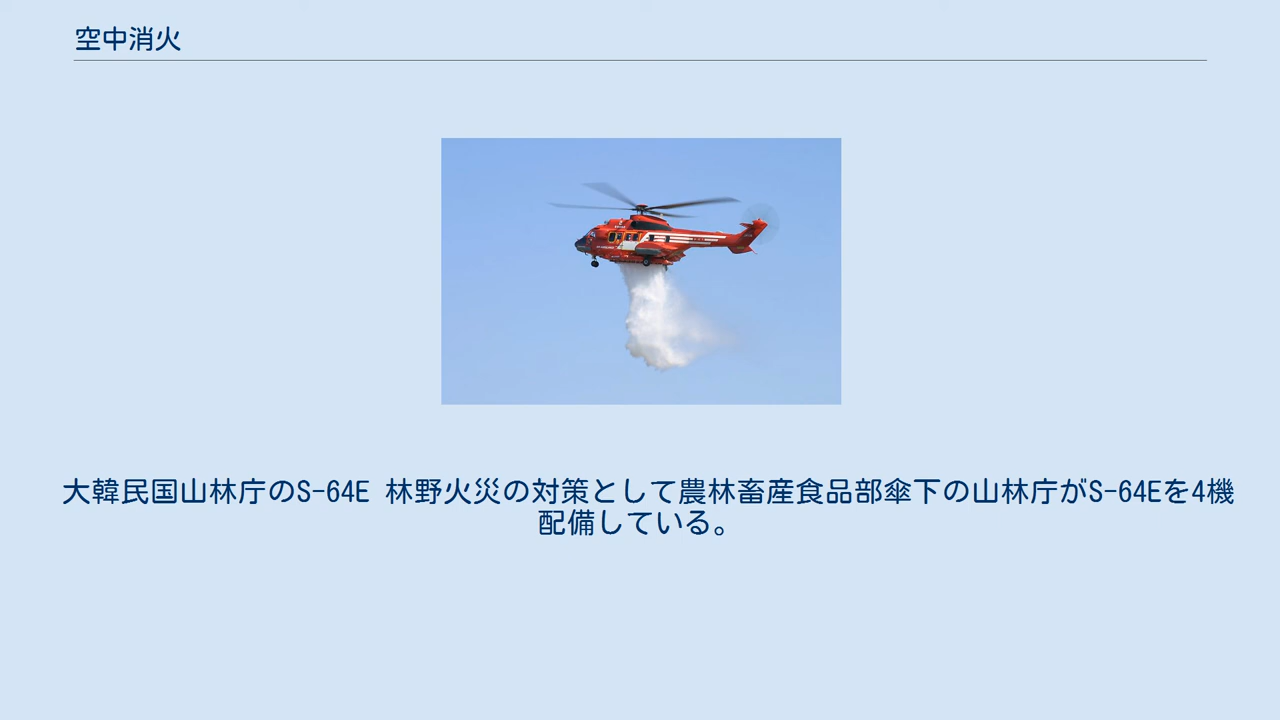 空中消火
大韓民国山林庁のS-64E 林野火災の対策として農林畜産食品部傘下の山林庁がS-64Eを4機
配備している。